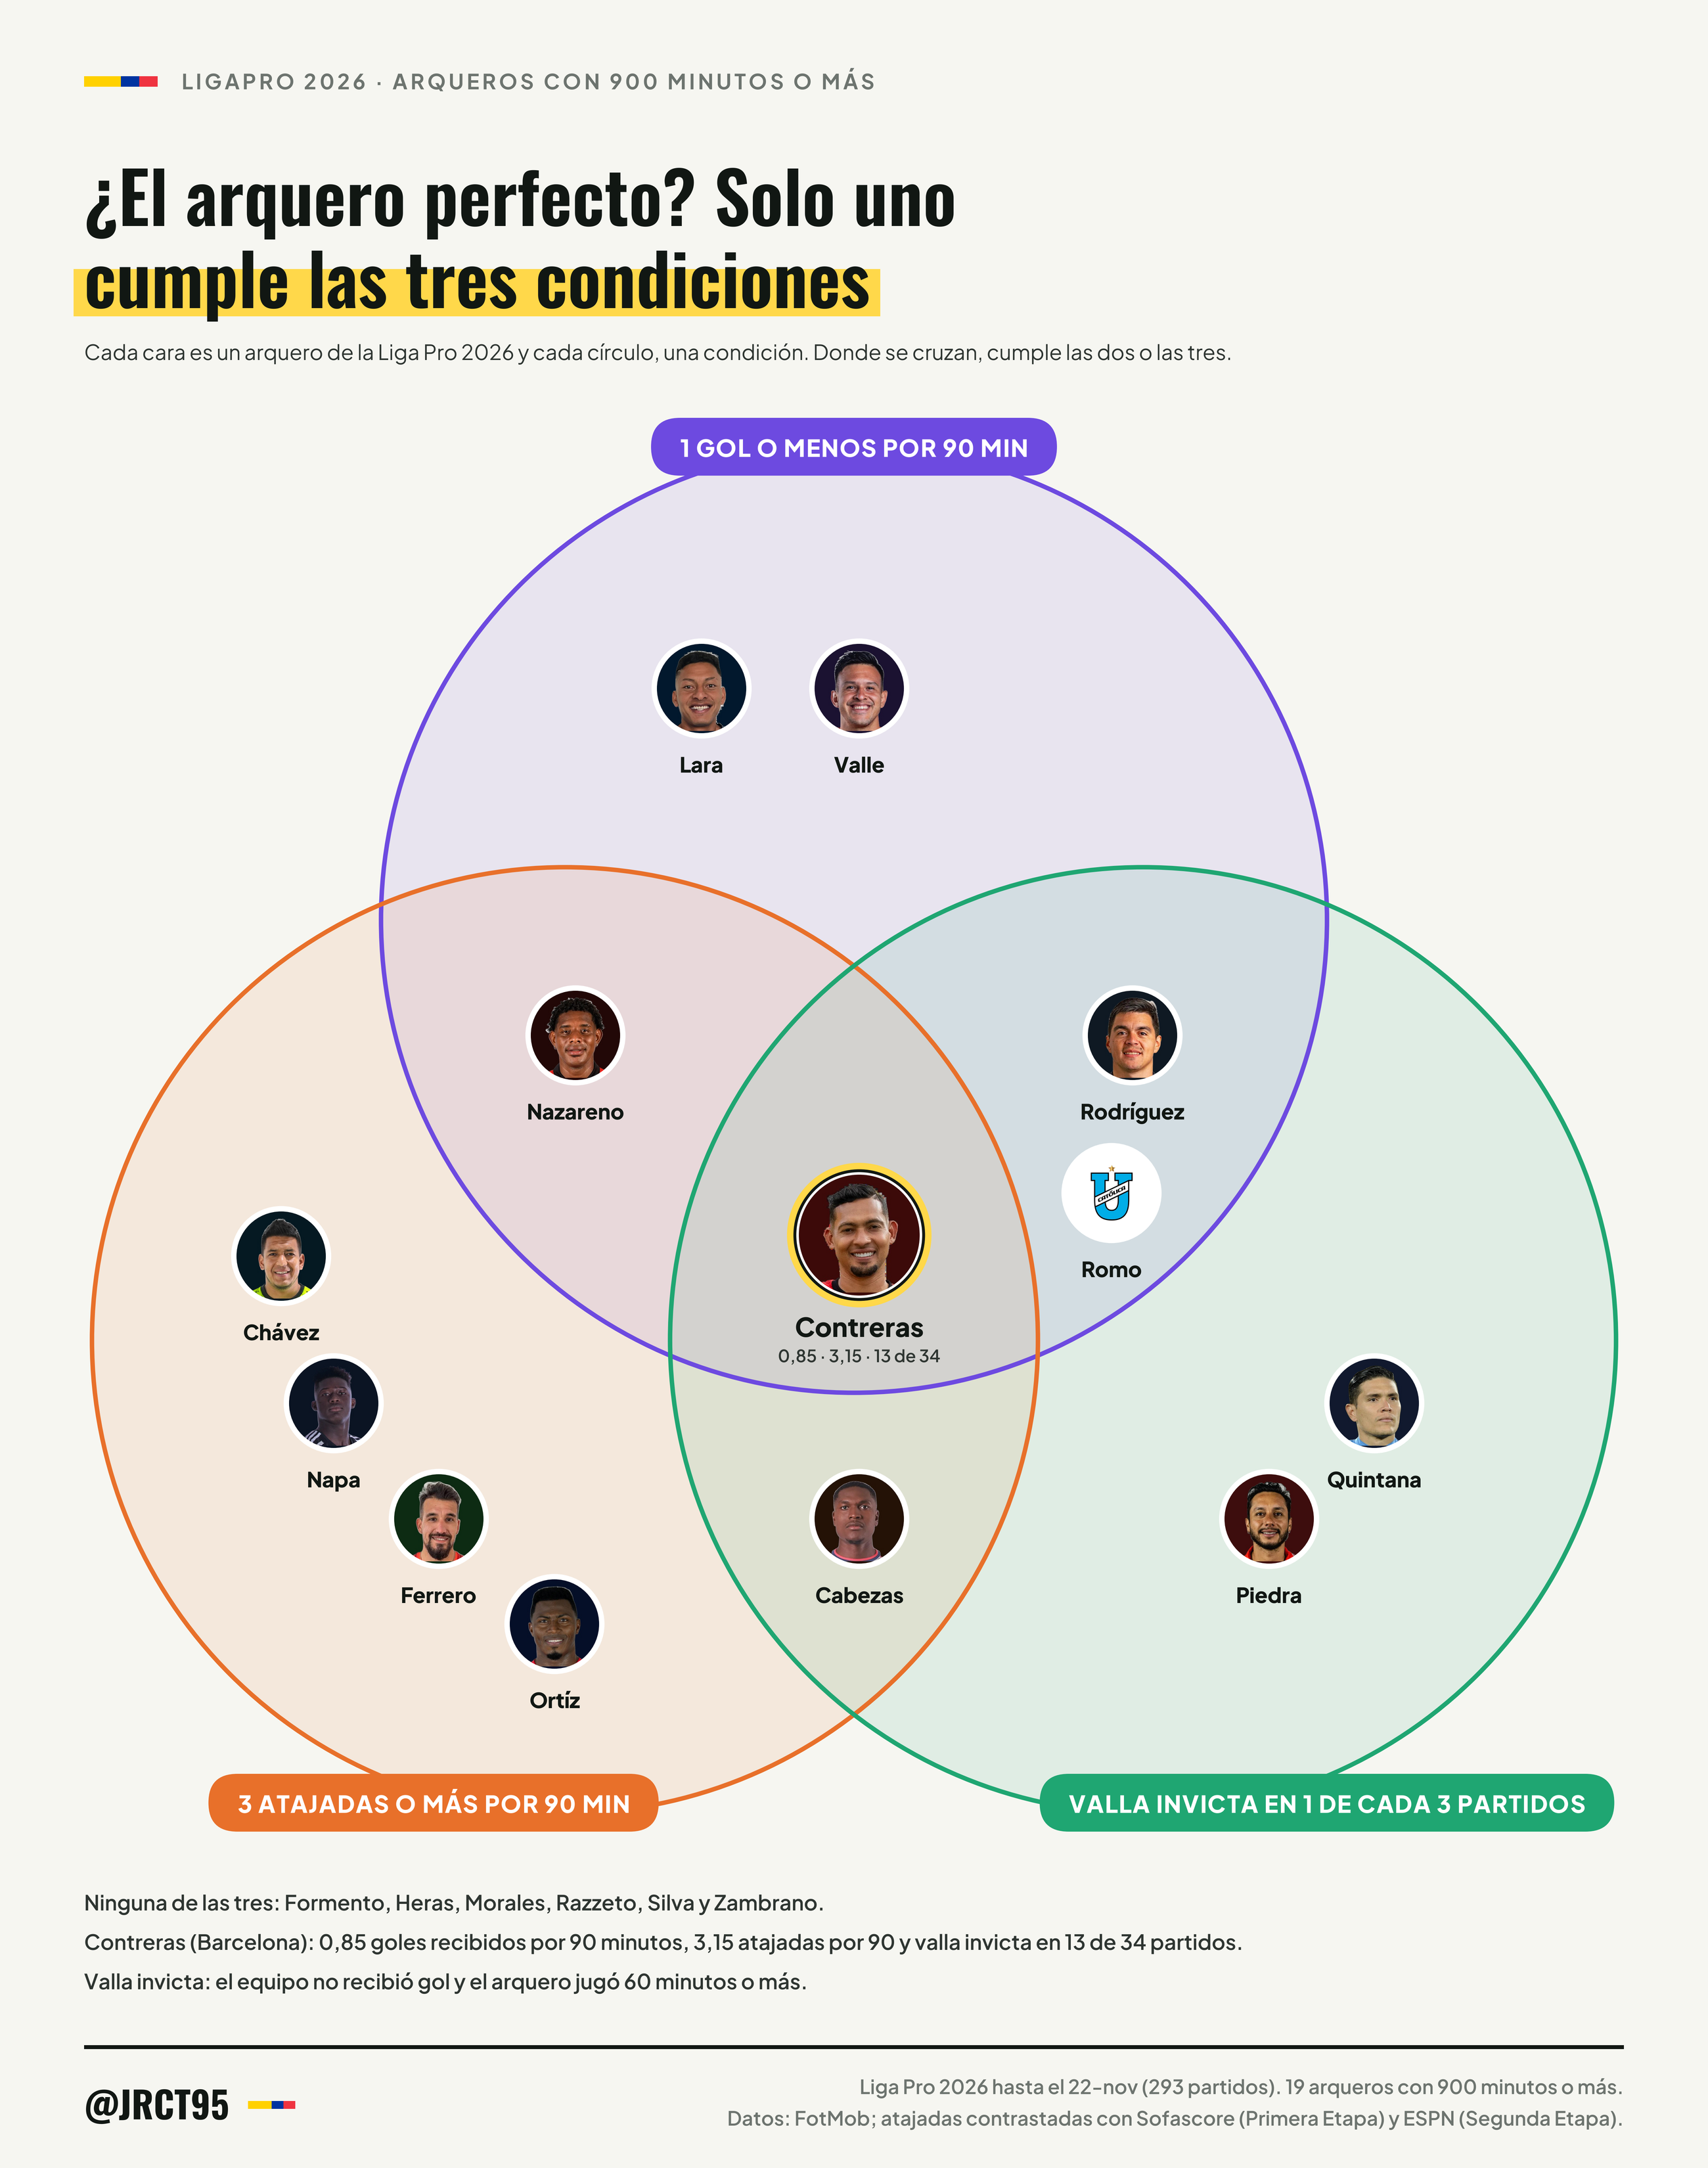 LIGAPRO 2026 · ARQUEROS CON 900 MINUTOS O MÁS
¿El arquero perfecto? Solo uno
cumple las tres condiciones
Cada cara es un arquero de la Liga Pro 2026 y cada círculo, una condición. Donde se cruzan, cumple las dos o las tres.
1 GOL O MENOS POR 90 MIN
Lara
Valle
Nazareno
Rodríguez
CATÓLICA
Romo
Contreras
0,85 · 3,15 · 13 de 34
Chávez
Napa
Ferrero
Ortíz
Cabezas
Quintana
Piedra
3 ATAJADAS O MÁS POR 90 MIN
VALLA INVICTA EN 1 DE CADA 3 PARTIDOS
Ninguna de las tres: Formento, Heras, Morales, Razzeto, Silva y Zambrano.
Contreras (Barcelona): 0,85 goles recibidos por 90 minutos, 3,15 atajadas por 90 y valla invicta en 13 de 34 partidos.
Valla invicta: el equipo no recibió gol y el arquero jugó 60 minutos o más.
@JRCT95
Liga Pro 2026 hasta el 22-nov (293 partidos). 19 arqueros con 900 minutos o más.
Datos: FotMob; atajadas contrastadas con Sofascore (Primera Etapa) y ESPN (Segunda Etapa).